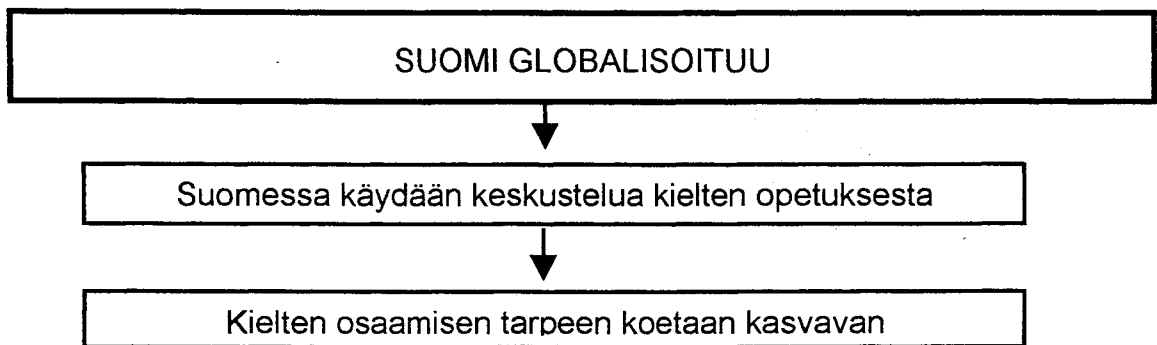 SUOMI GLOBALISOITUU
Suomessa käydään keskustelua kielten opetuksesta
Kielten osaamisen tarpeen koetaan kasvavan